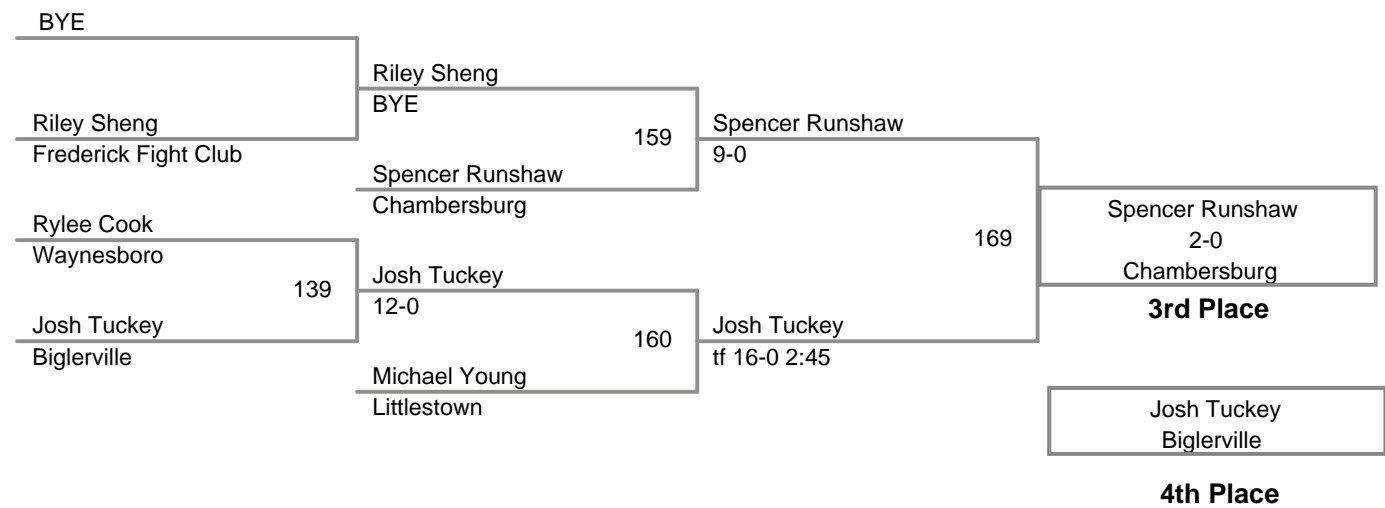 BYE
Riley Sheng
BYE
Riley Sheng
Frederick Fight Club
159
Spencer Runshaw
9-0
Spencer Runshaw
Chambersburg
Rylee Cook
Waynesboro
169
Spencer Runshaw
2-0
Chambersburg
3rd Place
139
Josh Tuckey
12-0
Josh Tuckey
Biglerville
160
Josh Tuckey
tf 16-0 2:45
Michael Young
Littlestown
Josh Tuckey
Biglerville
4th Place